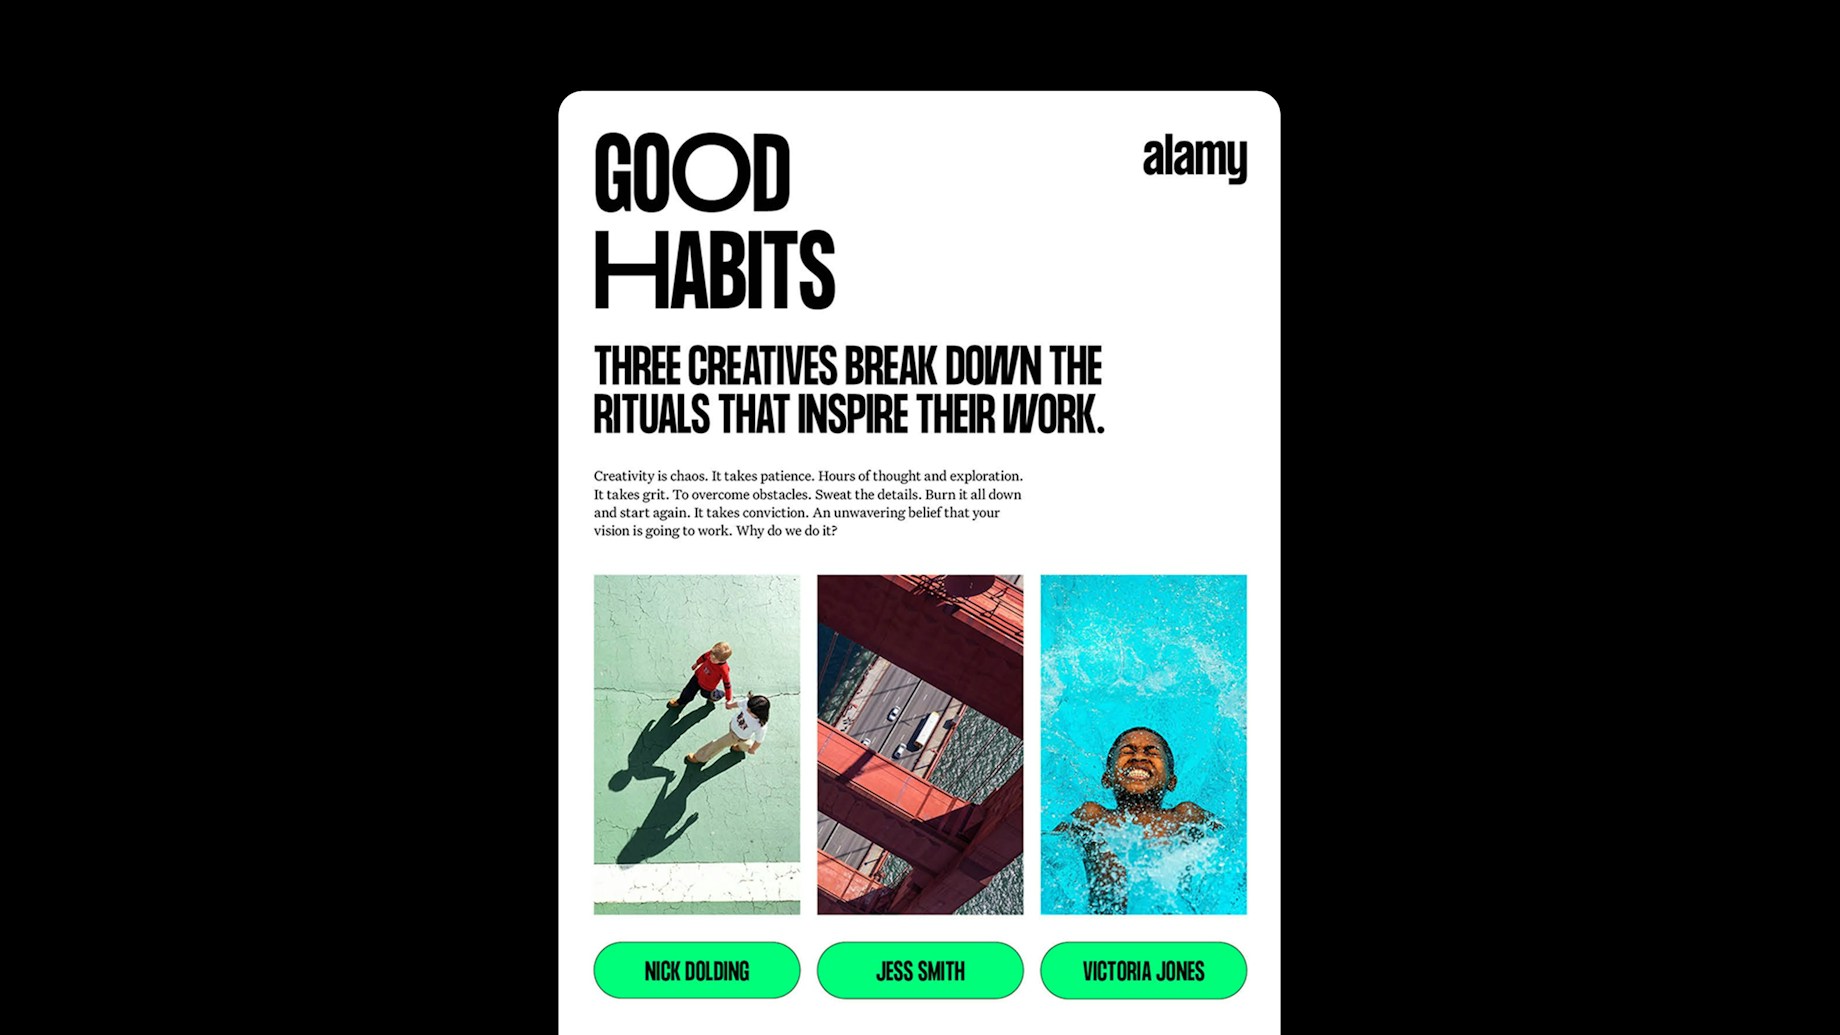 GOOD
HABITS
alamy
THREE CREATIVES BREAK DOWN THE
RITUALS THAT INSPIRE THEIR WORK.
Creativity is chaos. It takes patience. Hours of thought and exploration.
It takes grit. To overcome obstacles. Sweat the details. Burn it all down
and start again. It takes conviction. An unwavering belief that your
vision is going to work. Why do we do it?
NICK DOLDING
JESS SMITH
VICTORIA JONES